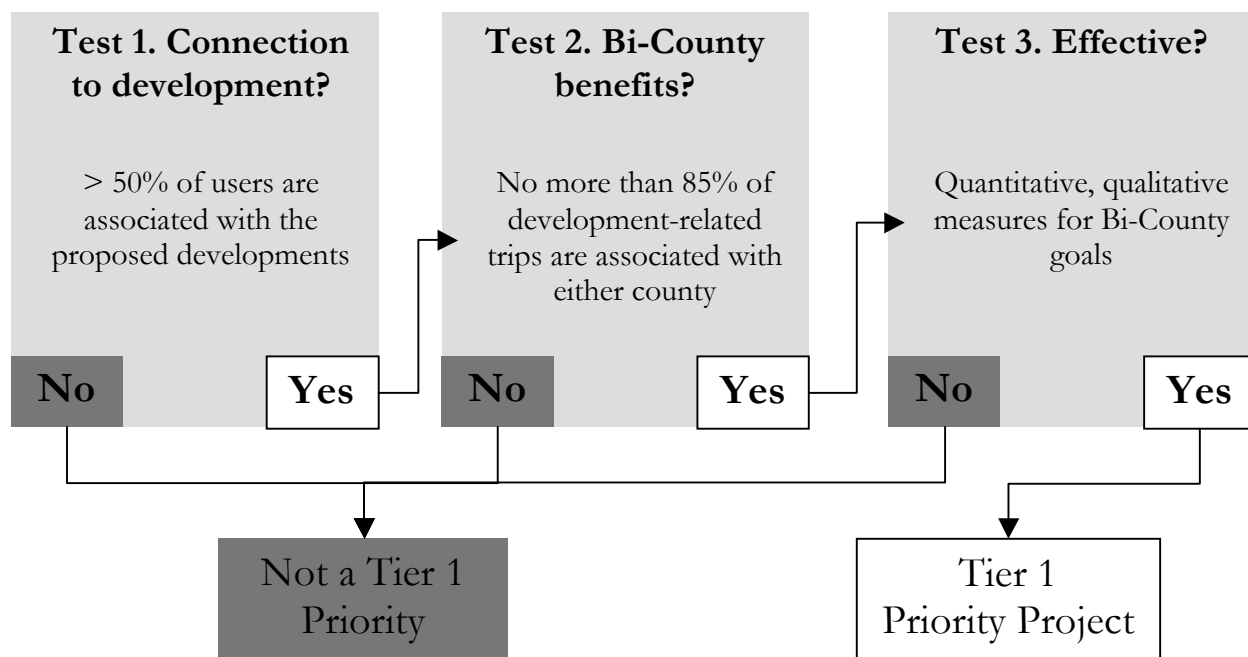 Test 1. Connection
to development?
> 50% of users are
associated with the
proposed developments
No
Yes
Test 2. Bi-County
benefits?
No more than 85% of
development-related
trips are associated with
either county
No
Yes
Test 3. Effective?
Quantitative, qualitative
measures for Bi-County
goals
No
Yes
Not a Tier 1
Priority
Tier 1
Priority Project